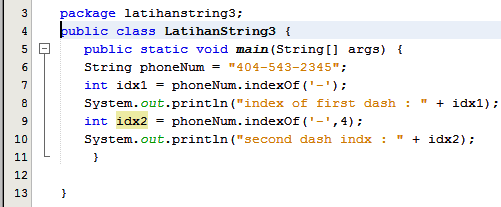 3 package latihanstring3;
4 public class LatihanString3 {
5 public static void main(String[] args) {
6 String phoneNum = "404-543-2345";
7 int idx1 = phoneNum.indexOf('-');
8 System.out.println("index of first dash : " + idx1);
9 int idx2 = phoneNum.indexOf('-',4);
10 System.out.println("second dash indx : " + idx2);
11 }
12
13 }